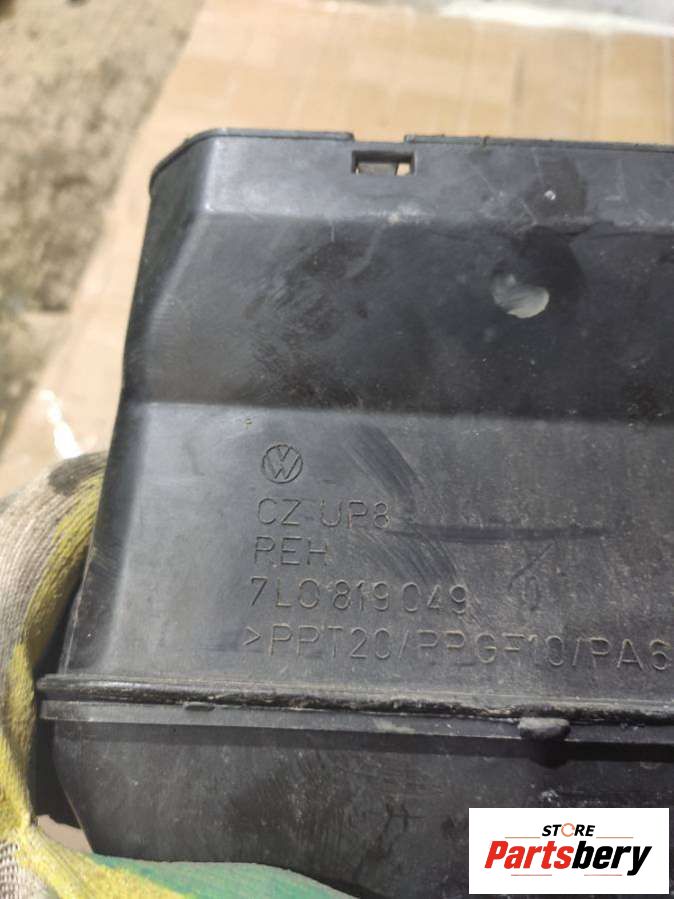 CZ UP8
PEH
7L0 819 049
>PPT20/PPGF10/PA6
STORE
Partsbery